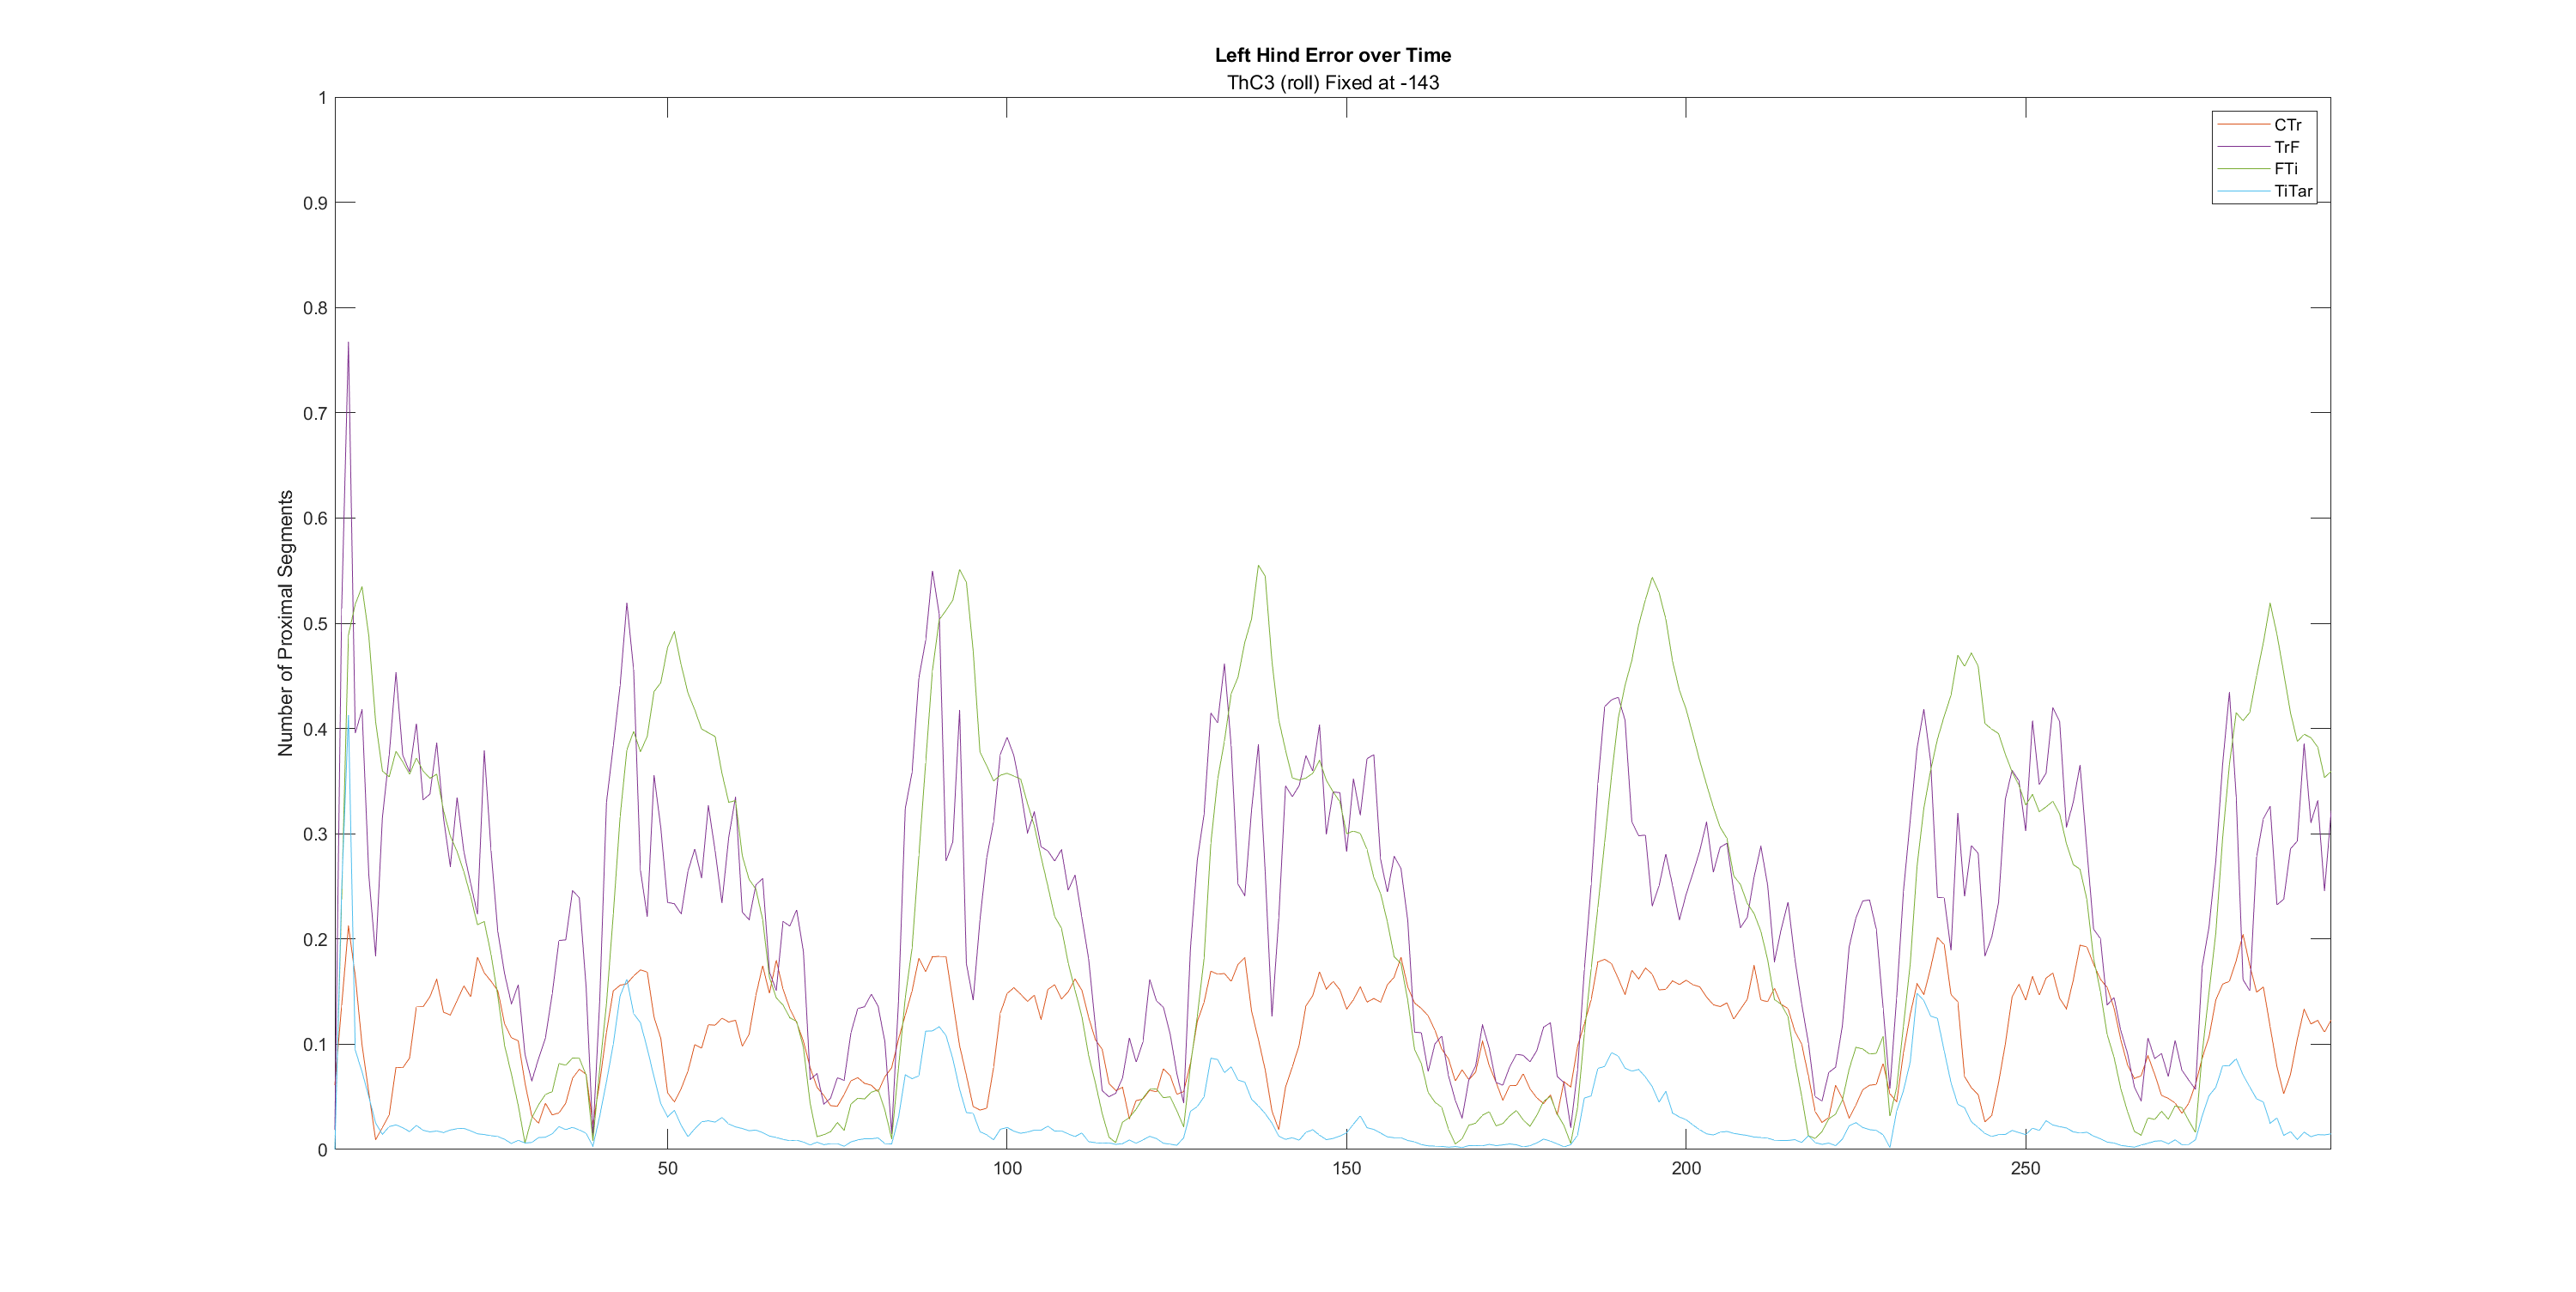 Left Hind Error over Time
ThC3 (roll) Fixed at -143
1
0.9
0.8
0.7
0.6
0.5
0.4
0.3
0.2
0.1
0
Number of Proximal Segments
50
100
150
200
250
CTr
TrF
FTi
TiTar